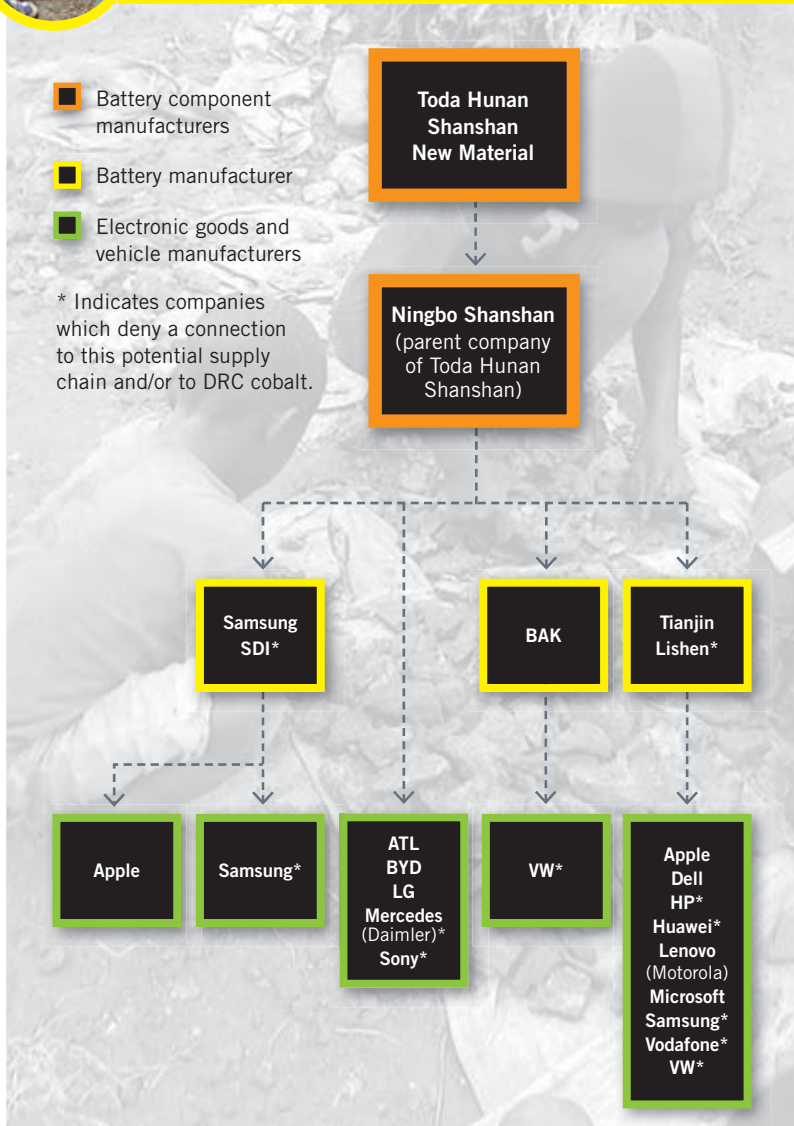 Battery component
manufacturers
Battery manufacturer
Electronic goods and
vehicle manufacturers
* Indicates companies
which deny a connection
to this potential supply
chain and/or to DRC cobalt.
Toda Hunan
Shanshan
New Material
Ningbo Shanshan
(parent company
of Toda Hunan
Shanshan)
Samsung
SDI*
BAK
Tianjin
Lishen*
Apple
Samsung*
ATL
BYD
LG
Mercedes
(Daimler)*
Sony*
VW*
Apple
Dell
HP*
Huawei*
Lenovo
(Motorola)
Microsoft
Samsung*
Vodafone*
VW*